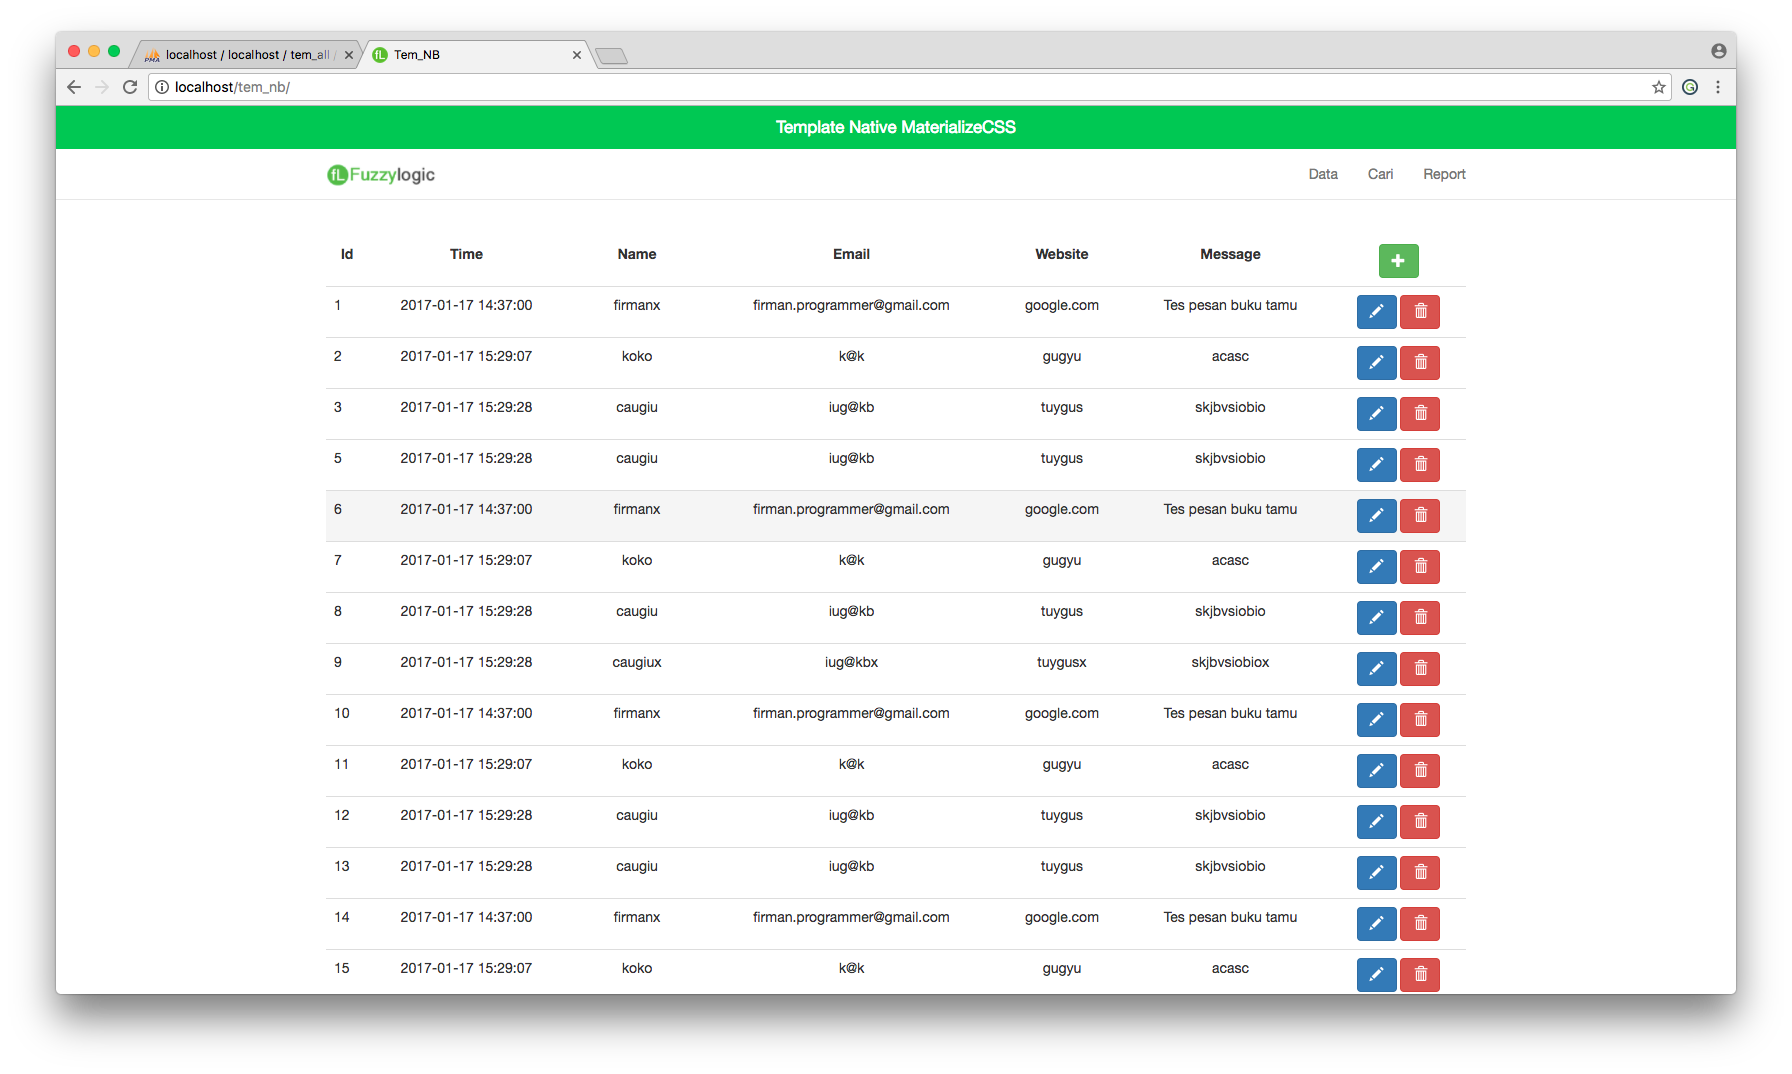 localhost / localhost / tem_all /
Tem_NB
localhost/tem_nb/
Template Native MaterializeCSS
fL Fuzzylogic Data Cari Report
Id Time Name Email Website Message
1 2017-01-17 14:37:00 firmanx firman.programmer@gmail.com google.com Tes pesan buku tamu
2 2017-01-17 15:29:07 koko k@k gugyu acasc
3 2017-01-17 15:29:28 caugiu iug@kb tuygus skjbvsiobio
5 2017-01-17 15:29:28 caugiu iug@kb tuygus skjbvsiobio
6 2017-01-17 14:37:00 firmanx firman.programmer@gmail.com google.com Tes pesan buku tamu
7 2017-01-17 15:29:07 koko k@k gugyu acasc
8 2017-01-17 15:29:28 caugiu iug@kb tuygus skjbvsiobio
9 2017-01-17 15:29:28 caugiux iug@kbx tuygusx skjbvsiobiox
10 2017-01-17 14:37:00 firmanx firman.programmer@gmail.com google.com Tes pesan buku tamu
11 2017-01-17 15:29:07 koko k@k gugyu acasc
12 2017-01-17 15:29:28 caugiu iug@kb tuygus skjbvsiobio
13 2017-01-17 15:29:28 caugiu iug@kb tuygus skjbvsiobio
14 2017-01-17 14:37:00 firmanx firman.programmer@gmail.com google.com Tes pesan buku tamu
15 2017-01-17 15:29:07 koko k@k gugyu acasc